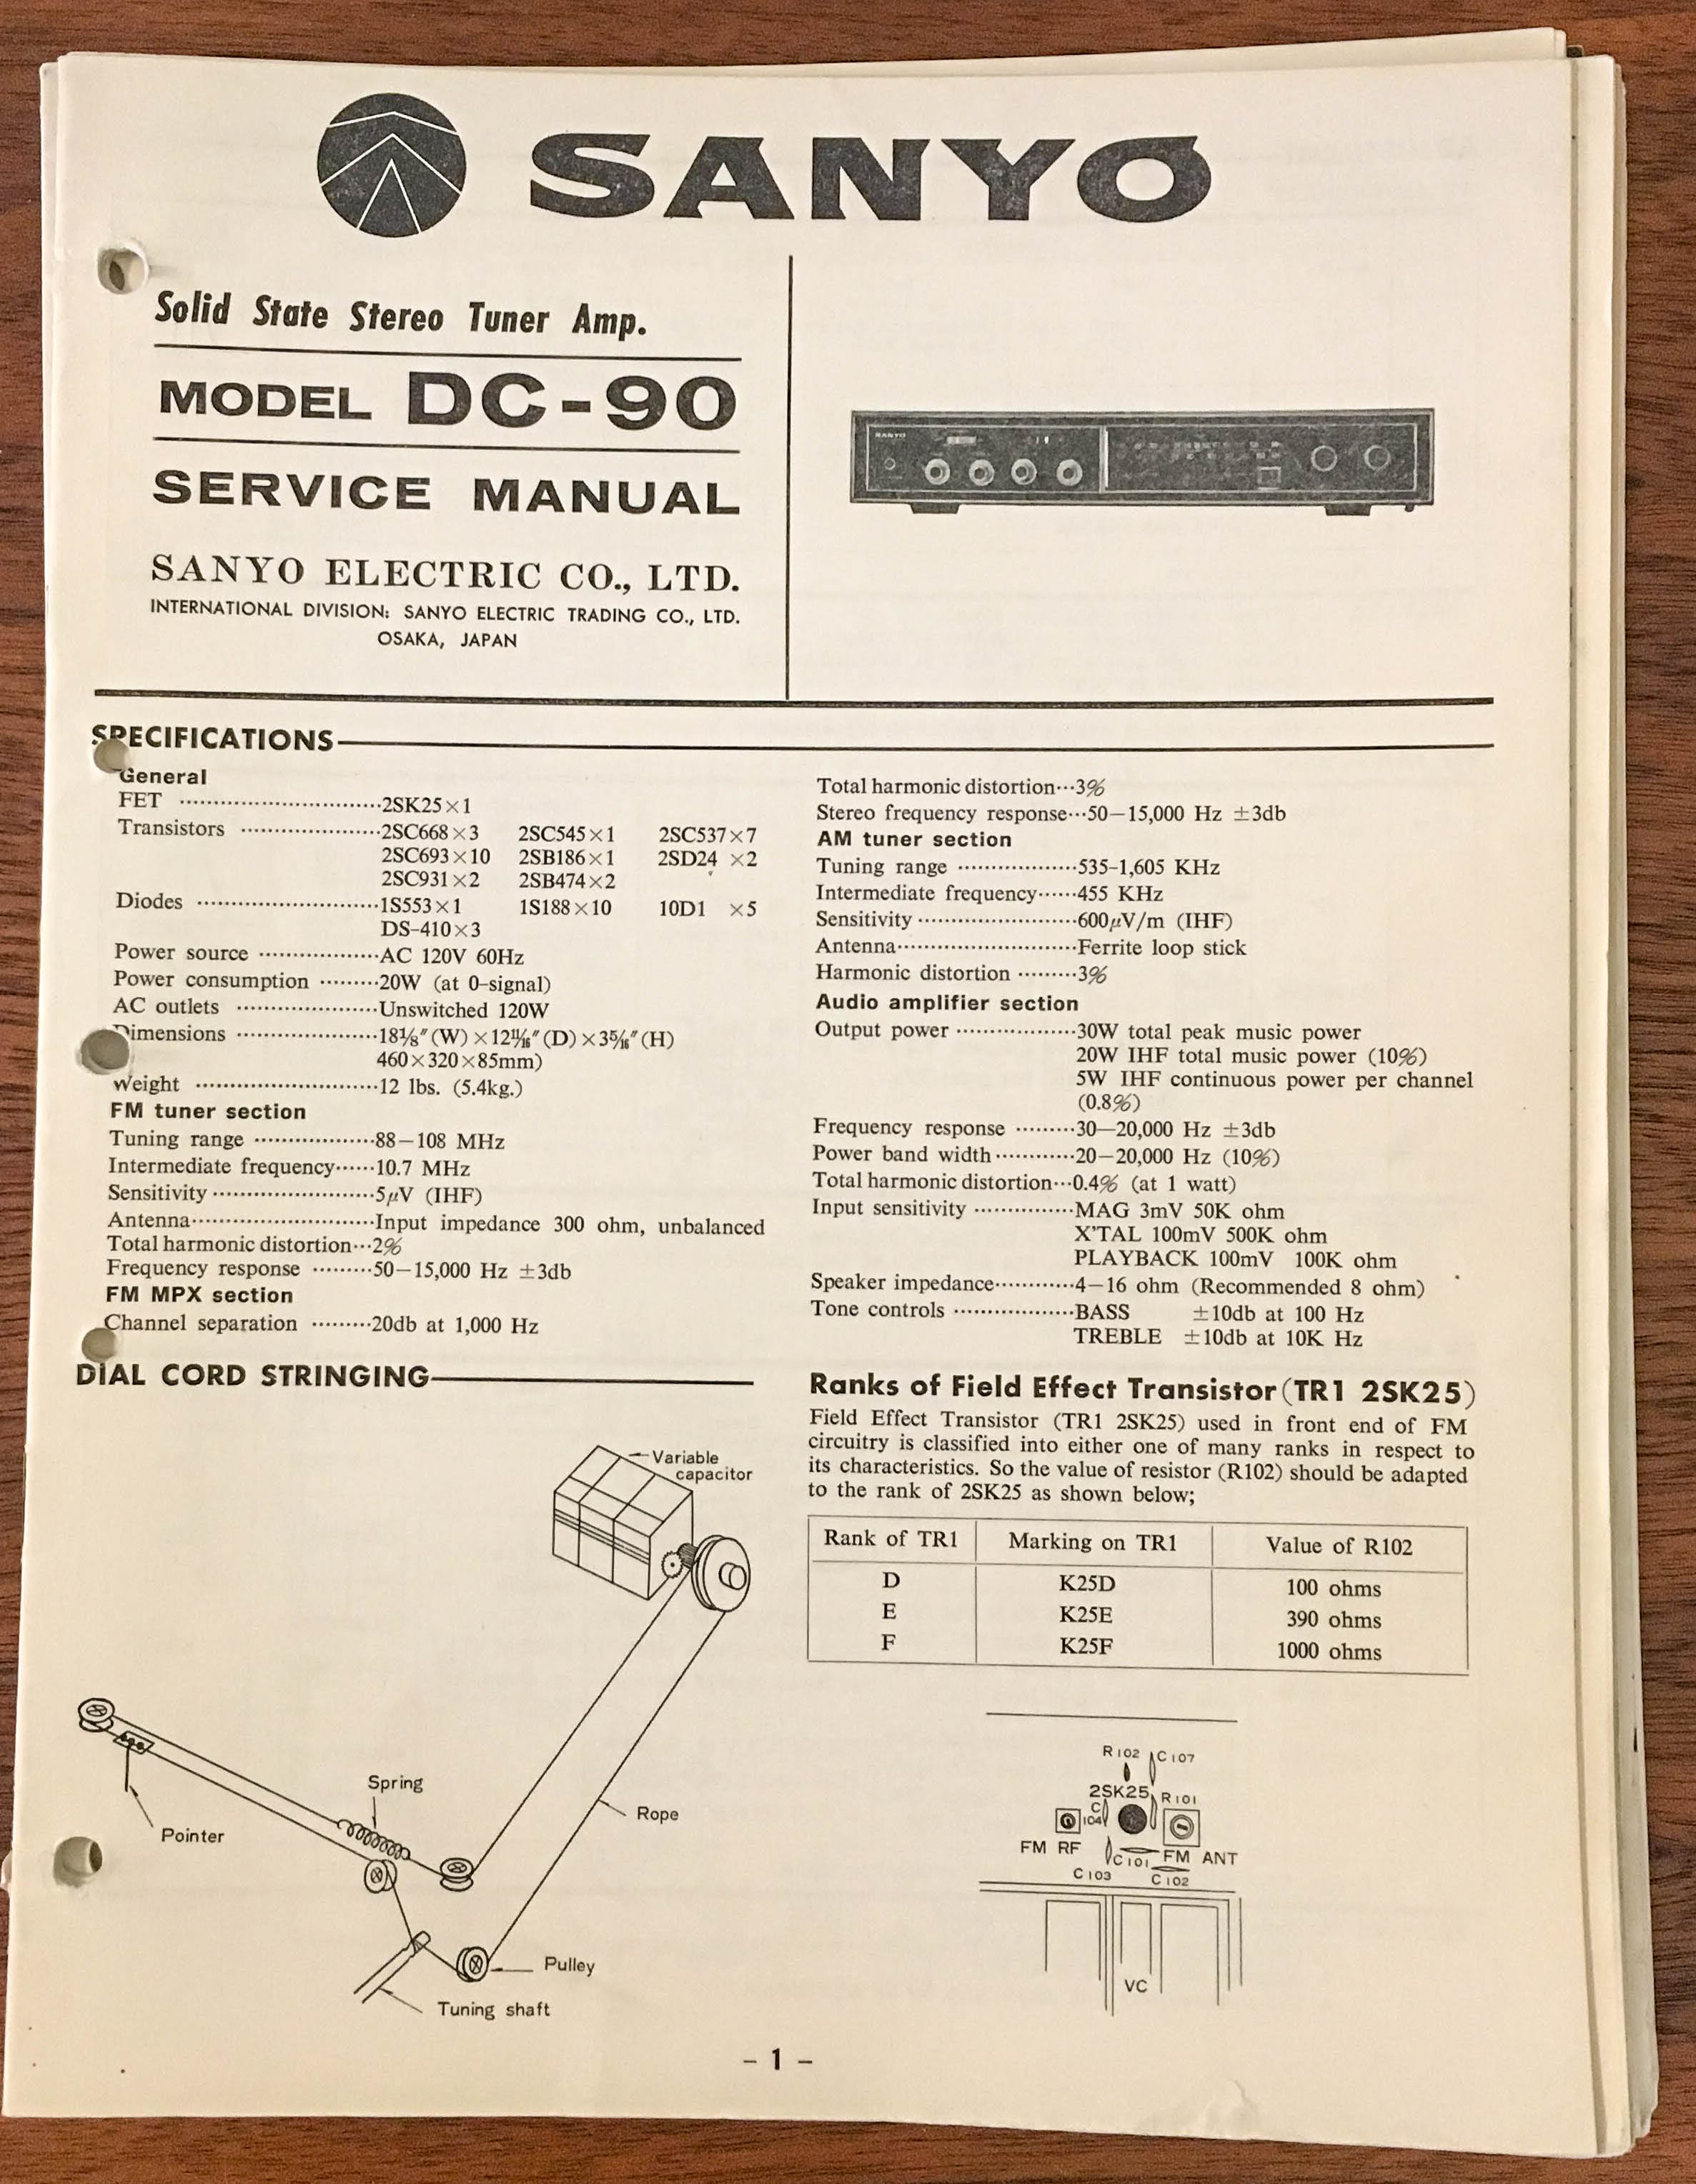 SANYO
Solid State Stereo Tuner Amp.
MODEL DC-90
SERVICE MANUAL
SANYO ELECTRIC CO., LTD.
INTERNATIONAL DIVISION: SANYO ELECTRIC TRADING CO., LTD.
OSAKA, JAPAN
SANYO
SPECIFICATIONS
General
FET ·····························2SK25×1
Transistors ····················2SC668×3 2SC545×1 2SC537×7
2SC693×10 2SB186×1 2SD24 ×2
2SC931×2 2SB474×2
Diodes ··························1S553×1 1S188×10 10D1 ×5
DS-410×3
Power source ··················AC 120V 60Hz
Power consumption ·········20W (at 0-signal)
AC outlets ·····················Unswitched 120W
Dimensions ·····················18⅛″(W)×12 11/16″(D)×3 5/16″(H)
460×320×85mm)
Weight ···························12 lbs. (5.4kg.)
FM tuner section
Tuning range ··················88–108 MHz
Intermediate frequency······10.7 MHz
Sensitivity························5μV (IHF)
Antenna···························Input impedance 300 ohm, unbalanced
Total harmonic distortion···2%
Frequency response ·········50–15,000 Hz ±3db
FM MPX section
Channel separation ·········20db at 1,000 Hz
Total harmonic distortion···3%
Stereo frequency response···50–15,000 Hz ±3db
AM tuner section
Tuning range ··················535-1,605 KHz
Intermediate frequency······455 KHz
Sensitivity························600μV/m (IHF)
Antenna···························Ferrite loop stick
Harmonic distortion ·········3%
Audio amplifier section
Output power ··················30W total peak music power
20W IHF total music power (10%)
5W IHF continuous power per channel
(0.8%)
Frequency response ·········30–20,000 Hz ±3db
Power band width············20–20,000 Hz (10%)
Total harmonic distortion···0.4% (at 1 watt)
Input sensitivity ···············MAG 3mV 50K ohm
X'TAL 100mV 500K ohm
PLAYBACK 100mV 100K ohm
Speaker impedance············4–16 ohm (Recommended 8 ohm)
Tone controls ··················BASS ±10db at 100 Hz
TREBLE ±10db at 10K Hz
DIAL CORD STRINGING
Variable
capacitor
Spring
Rope
Pointer
Pulley
Tuning shaft
Ranks of Field Effect Transistor (TR1 2SK25)
Field Effect Transistor (TR1 2SK25) used in front end of FM
circuitry is classified into either one of many ranks in respect to
its characteristics. So the value of resistor (R102) should be adapted
to the rank of 2SK25 as shown below;
Rank of TR1 Marking on TR1 Value of R102
D K25D 100 ohms
E K25E 390 ohms
F K25F 1000 ohms
R102 C107
2SK25 R101
C104
FM RF C101 FM ANT
C103 C102
VC
– 1 –